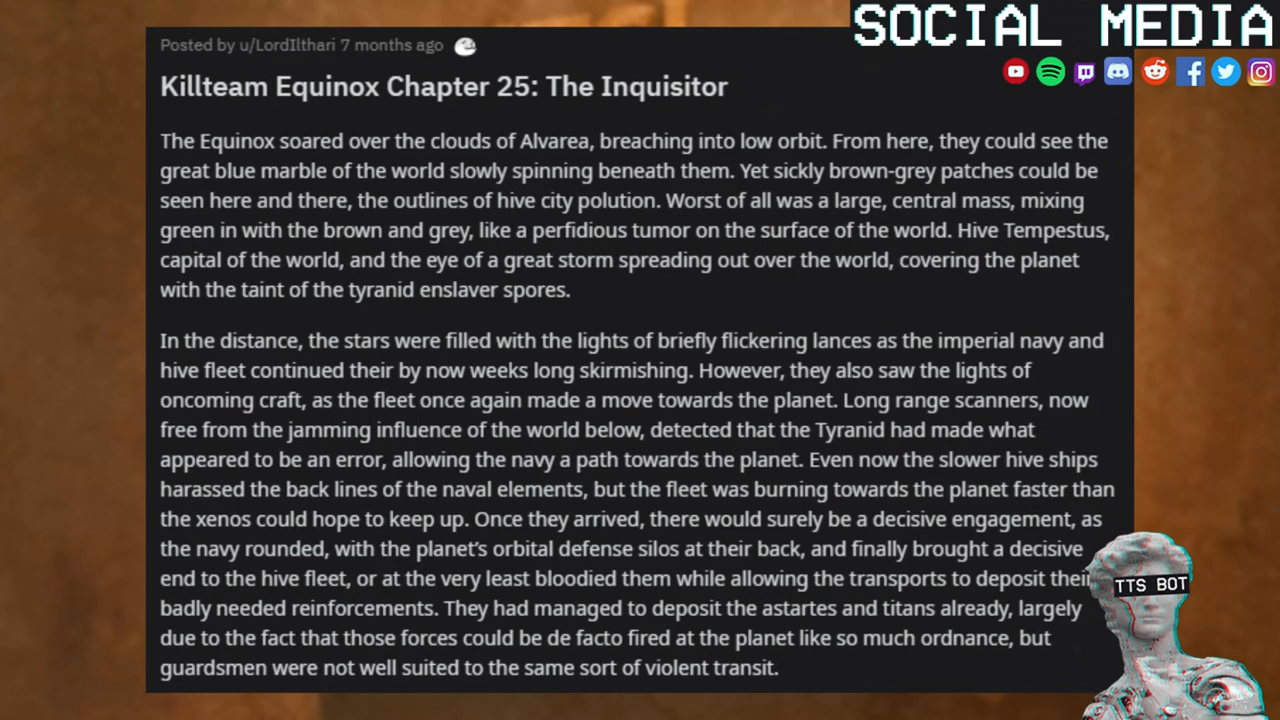 SOCIAL MEDIA
Posted by u/LordIlthari 7 months ago
Killteam Equinox Chapter 25: The Inquisitor
The Equinox soared over the clouds of Alvarea, breaching into low orbit. From here, they could see the
great blue marble of the world slowly spinning beneath them. Yet sickly brown-grey patches could be
seen here and there, the outlines of hive city polution. Worst of all was a large, central mass, mixing
green in with the brown and grey, like a perfidious tumor on the surface of the world. Hive Tempestus,
capital of the world, and the eye of a great storm spreading out over the world, covering the planet
with the taint of the tyranid enslaver spores.
In the distance, the stars were filled with the lights of briefly flickering lances as the imperial navy and
hive fleet continued their by now weeks long skirmishing. However, they also saw the lights of
oncoming craft, as the fleet once again made a move towards the planet. Long range scanners, now
free from the jamming influence of the world below, detected that the Tyranid had made what
appeared to be an error, allowing the navy a path towards the planet. Even now the slower hive ships
harassed the back lines of the naval elements, but the fleet was burning towards the planet faster than
the xenos could hope to keep up. Once they arrived, there would surely be a decisive engagement, as
the navy rounded, with the planet's orbital defense silos at their back, and finally brought a decisive
end to the hive fleet, or at the very least bloodied them while allowing the transports to deposit their
badly needed reinforcements. They had managed to deposit the astartes and titans already, largely
due to the fact that those forces could be de facto fired at the planet like so much ordnance, but
guardsmen were not well suited to the same sort of violent transit.
TTS BOT